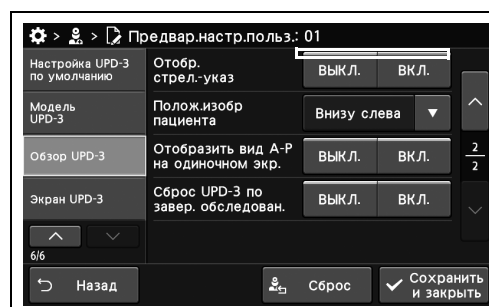 > > Предвар.настр.польз.: 01
Настройка UPD-3
по умолчанию
Модель
UPD-3
Обзор UPD-3
Экран UPD-3
6/6
Отобр.
стрел.-указ
ВЫКЛ.
ВКЛ.
Полож.изобр
пациента
Внизу слева
Отобразить вид A-P
на одиночном экр.
ВЫКЛ.
ВКЛ.
Сброс UPD-3 по
завер. обследован.
ВЫКЛ.
ВКЛ.
2
2
Назад
Сброс
Сохранить
и закрыть